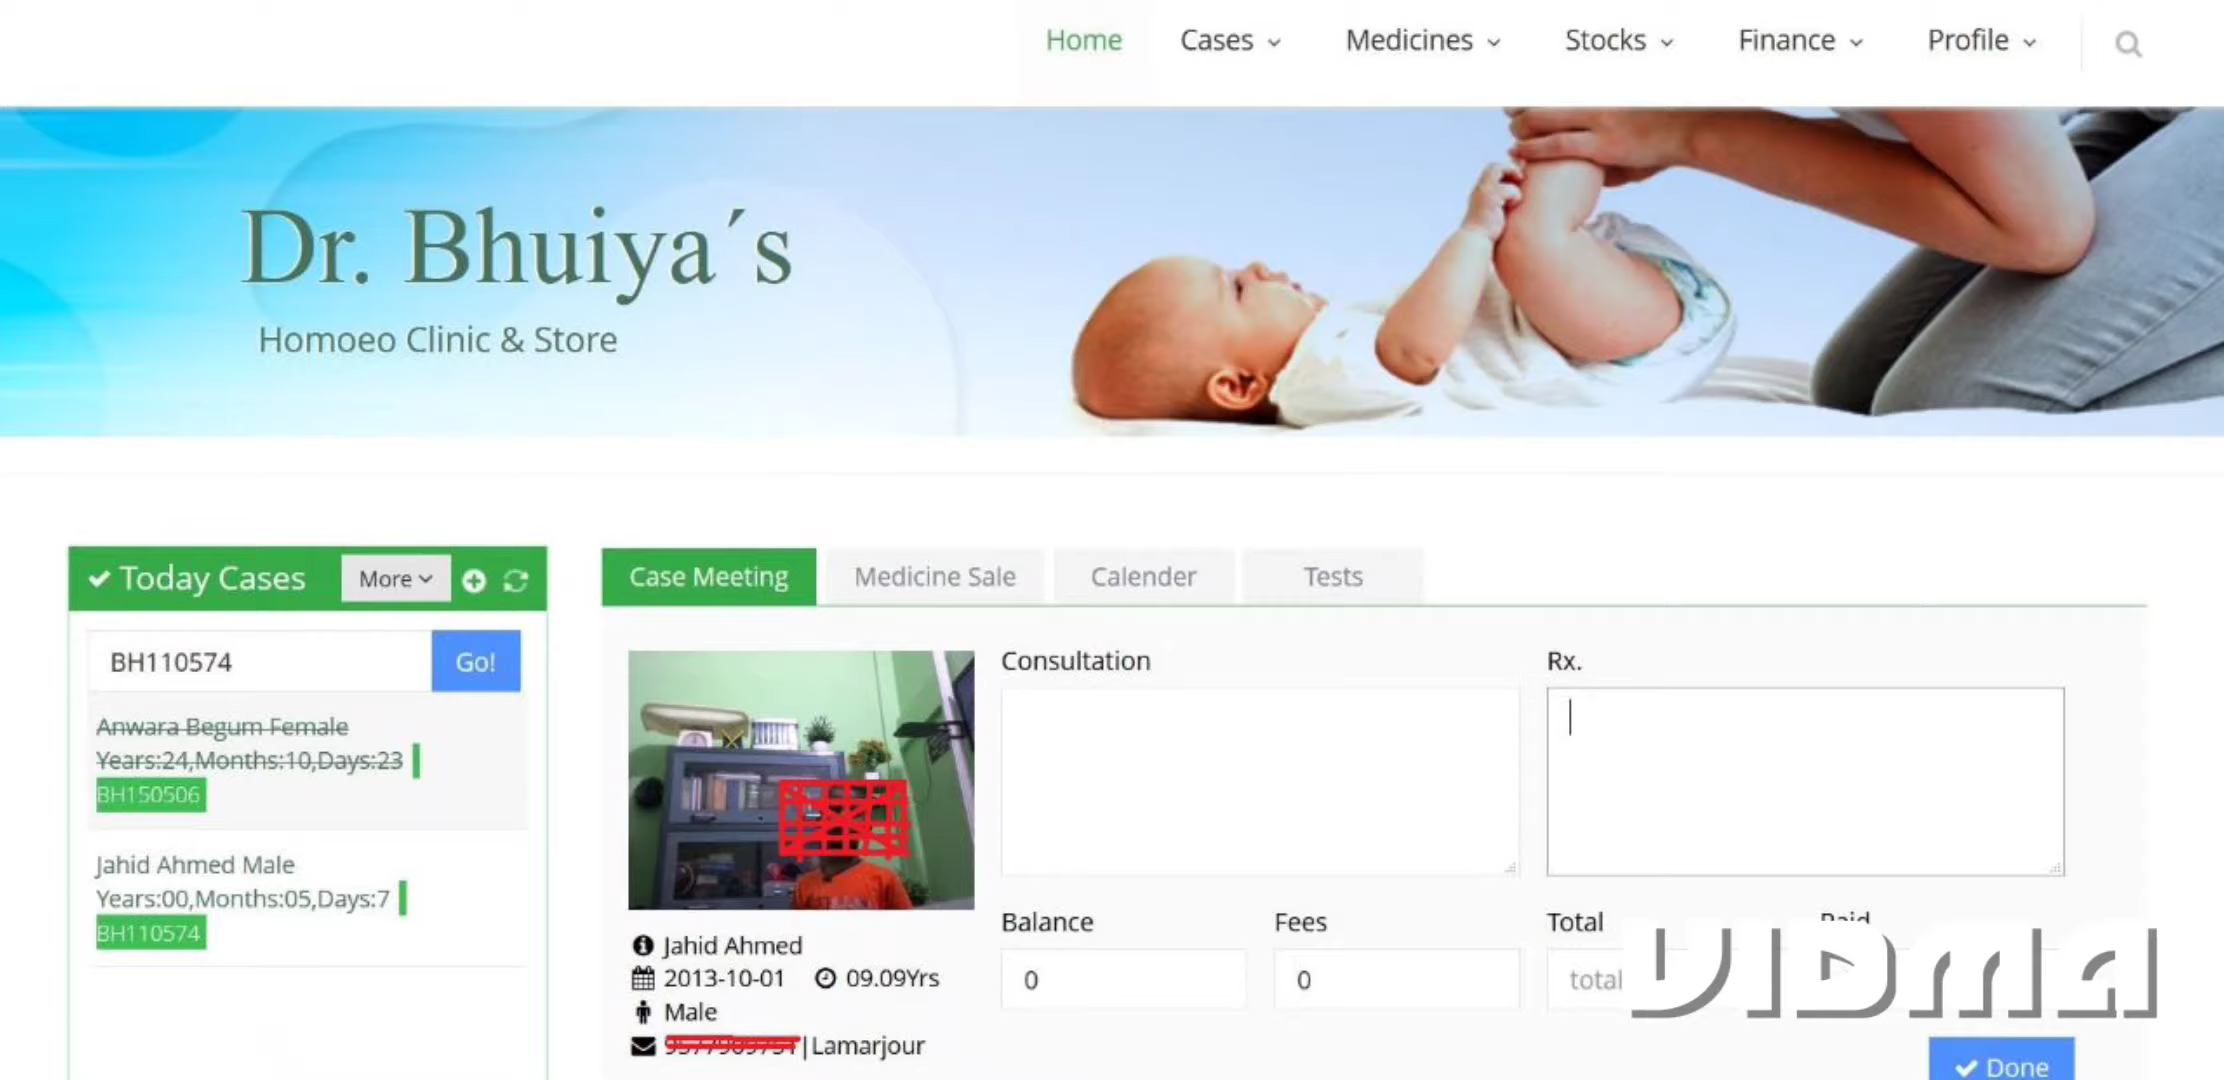 Home Cases Medicines Stocks Finance Profile
Dr. Bhuiya´s
Homoeo Clinic & Store
Today Cases More
BH110574 Go!
Anwara Begum Female
Years:24,Months:10,Days:23
BH150506
Jahid Ahmed Male
Years:00,Months:05,Days:7
BH110574
Case Meeting Medicine Sale Calender Tests
Consultation Rx.
Jahid Ahmed
2013-10-01 09.09Yrs
Male
|Lamarjour
Balance Fees Total Paid
0 0 total
Done
VIDMA